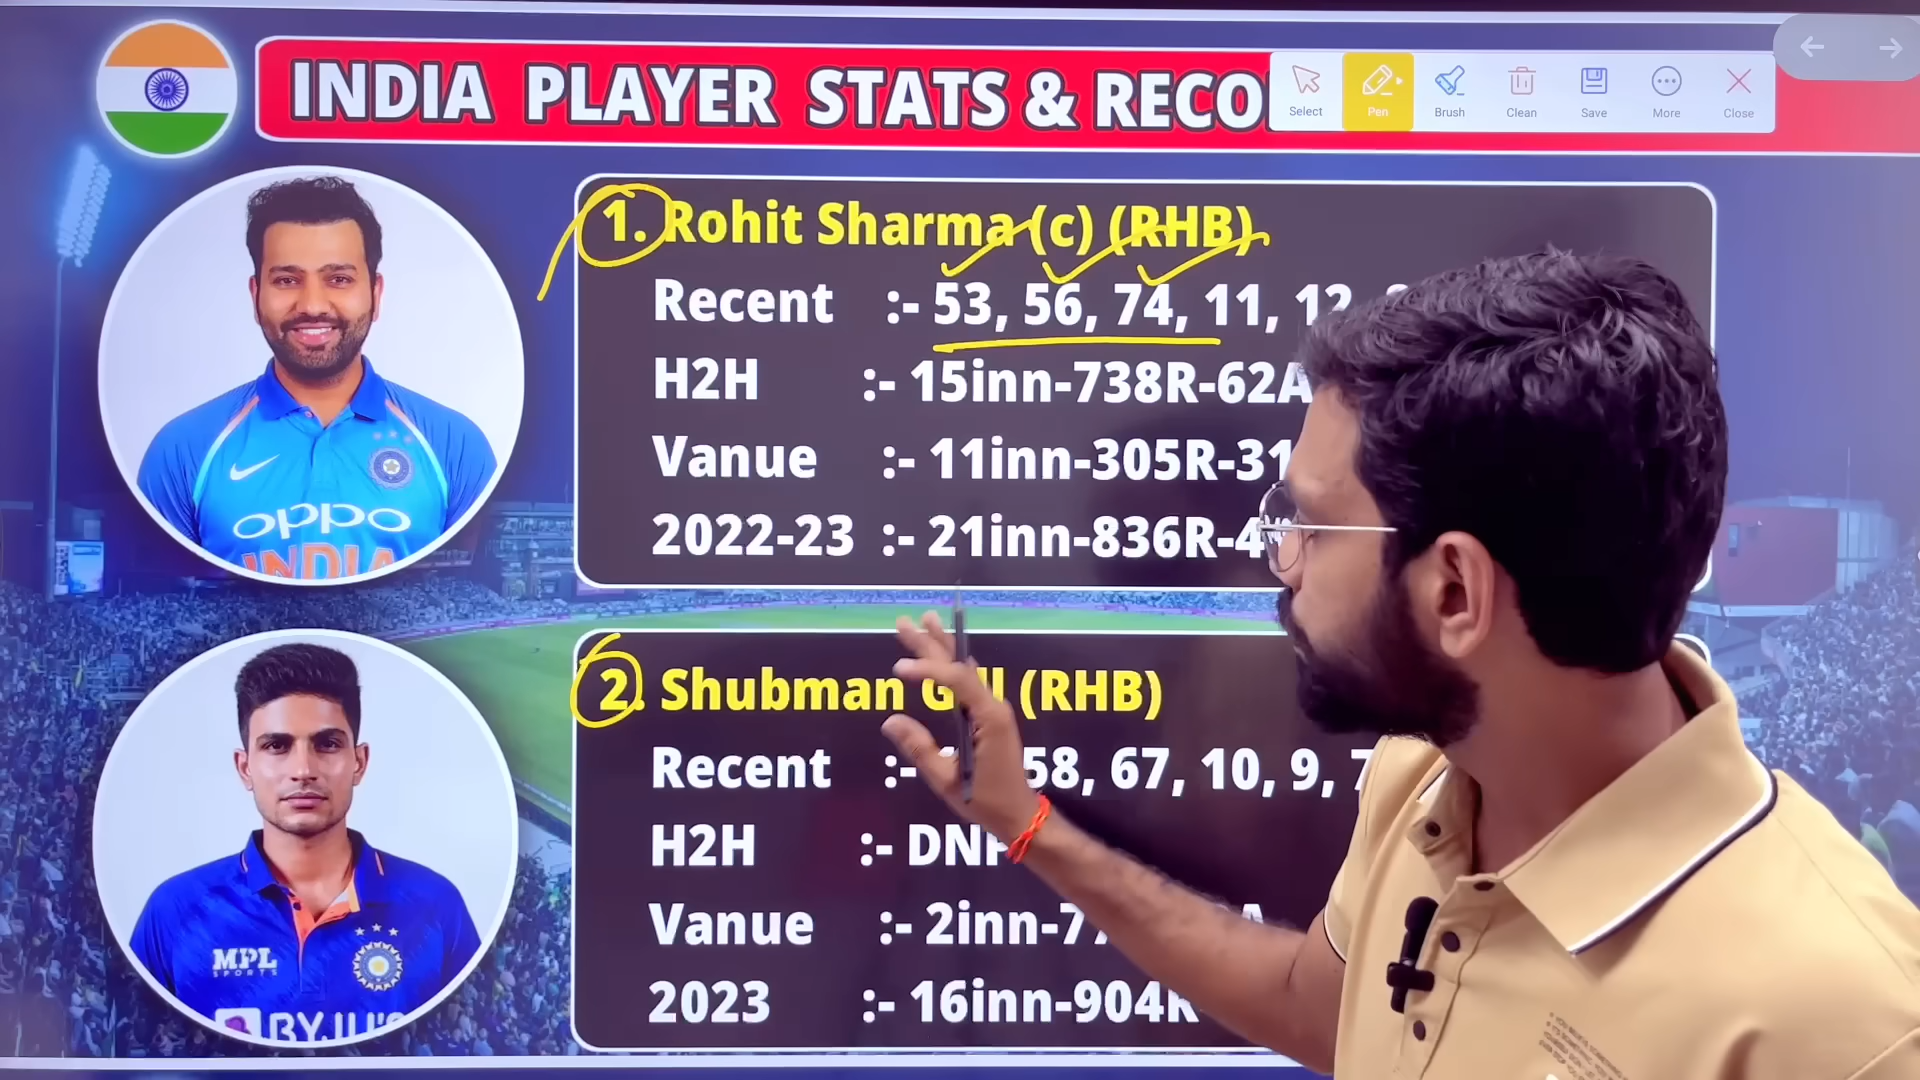 INDIA PLAYER STATS & RECO
Select
Pen
Brush
Clean
Save
More
Close
1. Rohit Sharma (c) (RHB)
Recent :- 53, 56, 74, 11, 12,
H2H :- 15inn-738R-62A
Vanue :- 11inn-305R-31
2022-23 :- 21inn-836R-4
oppo
INDIA
2. Shubman (RHB)
Recent :- 58, 67, 10, 9, 7
H2H :- DNP
Vanue :- 2inn-77
2023 :- 16inn-904R
MPL
SPORTS
BYJU'S